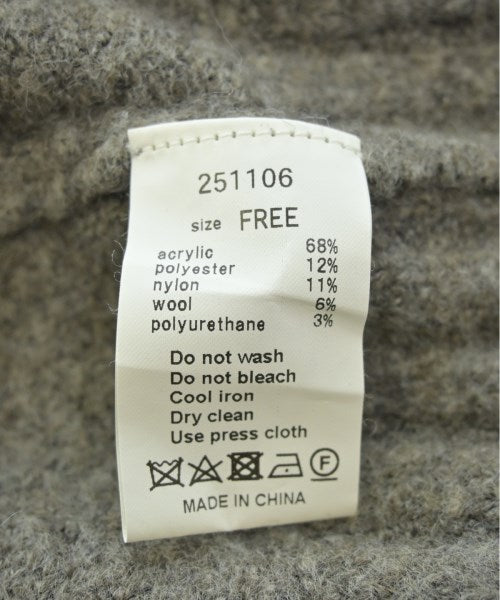 251106
size FREE
acrylic 68%
polyester 12%
nylon 11%
wool 6%
polyurethane 3%
Do not wash
Do not bleach
Cool iron
Dry clean
Use press cloth
F
MADE IN CHINA